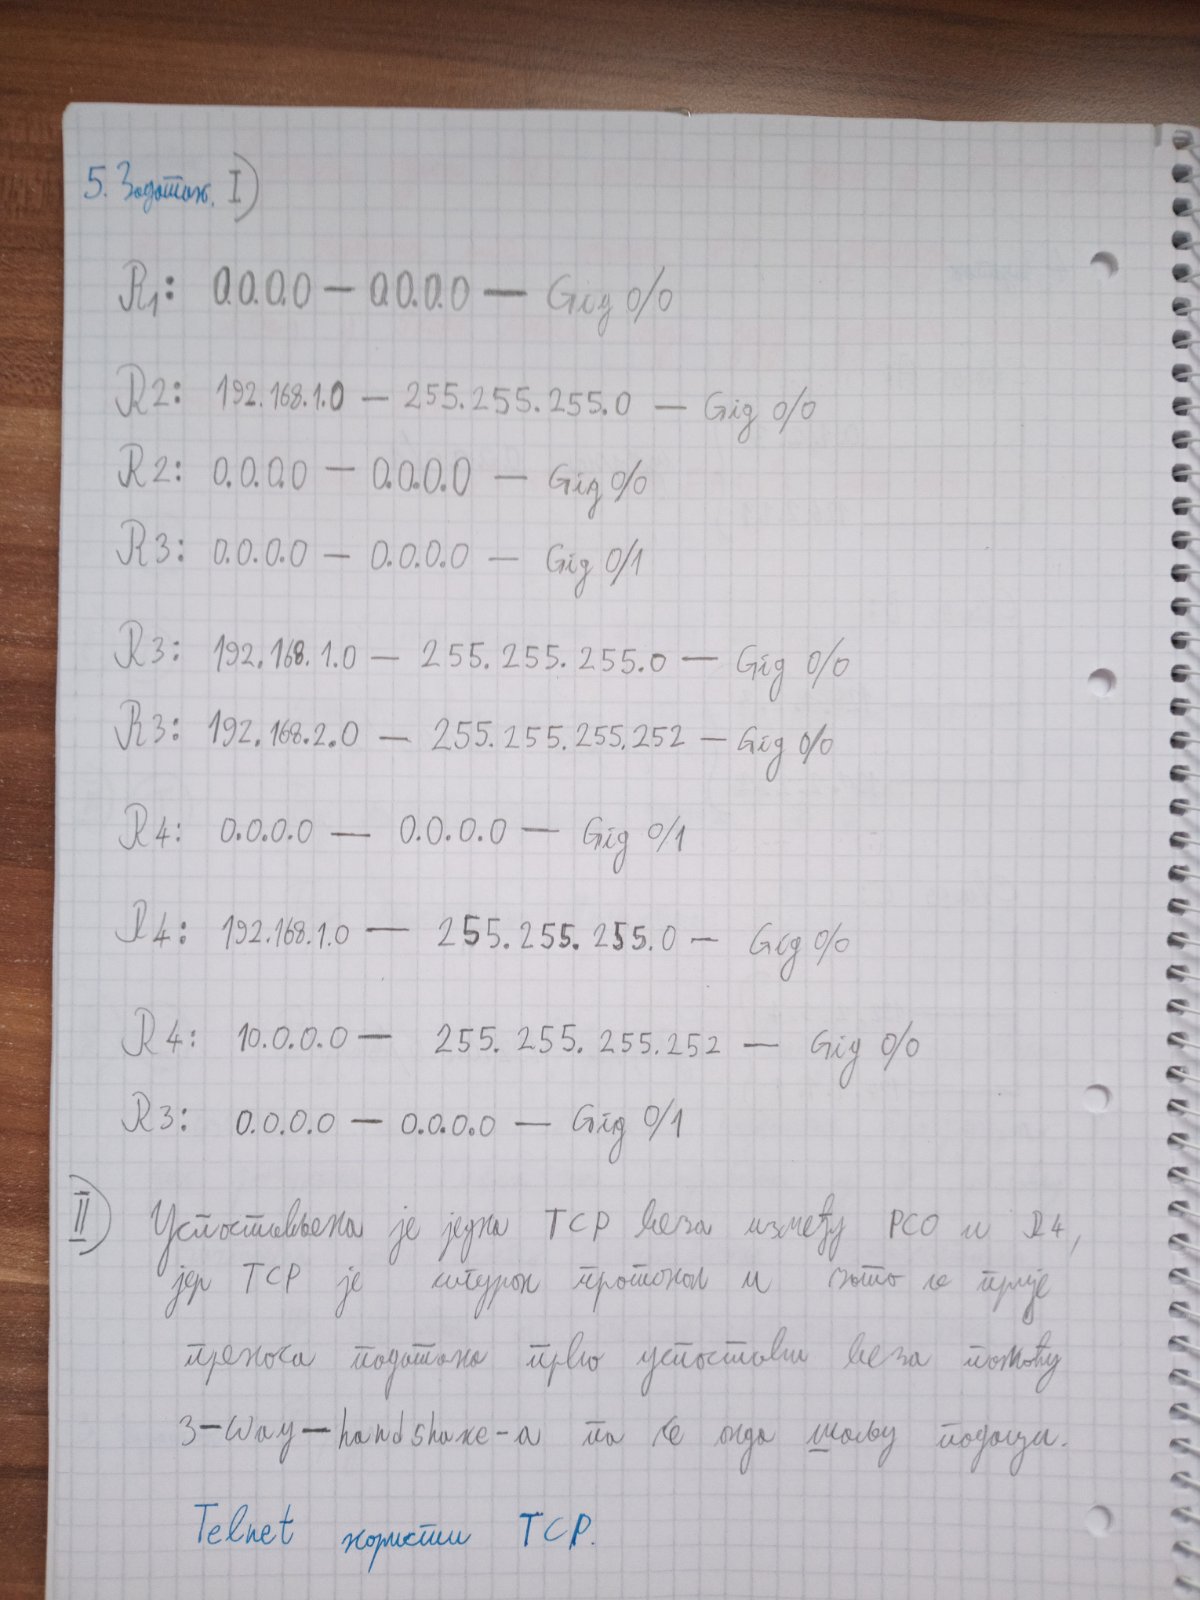 5. Задатак. I)
R1: 0.0.0.0 — 0.0.0.0 — Gig 0/0
R2: 192.168.1.0 — 255.255.255.0 — Gig 0/0
R2: 0.0.0.0 — 0.0.0.0 — Gig 0/0
R3: 0.0.0.0 — 0.0.0.0 — Gig 0/1
R3: 192.168.1.0 — 255.255.255.0 — Gig 0/0
R3: 192.168.2.0 — 255.255.255.252 — Gig 0/0
R4: 0.0.0.0 — 0.0.0.0 — Gig 0/1
R4: 192.168.1.0 — 255.255.255.0 — Gig 0/0
R4: 10.0.0.0 — 255.255.255.252 — Gig 0/0
R3: 0.0.0.0 — 0.0.0.0 — Gig 0/1
II) Успостављена је једна TCP веза између PC0 и R4,
јер TCP је сигуран протокол и зато се прије
преноса података прво успостави веза помоћу
3-Way-handshake-а па се онда шаљу подаци.
Telnet користи TCP.